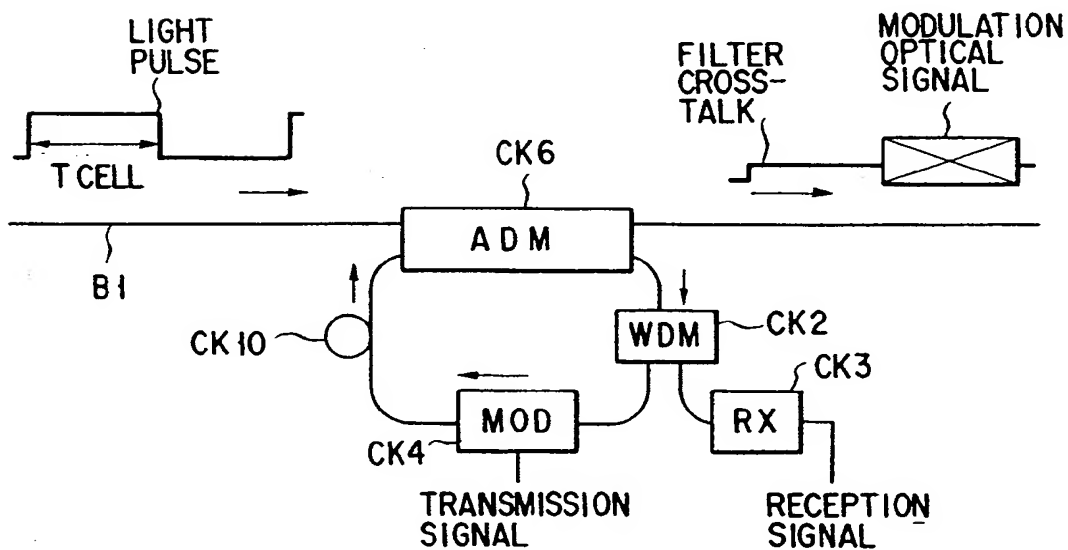 LIGHT
PULSE
MODULATION
OPTICAL
SIGNAL
FILTER
CROSS-
TALK
T CELL
CK6
ADM
B1
CK10
WDM
CK2
CK3
MOD
RX
CK4
TRANSMISSION
SIGNAL
RECEPTION
SIGNAL